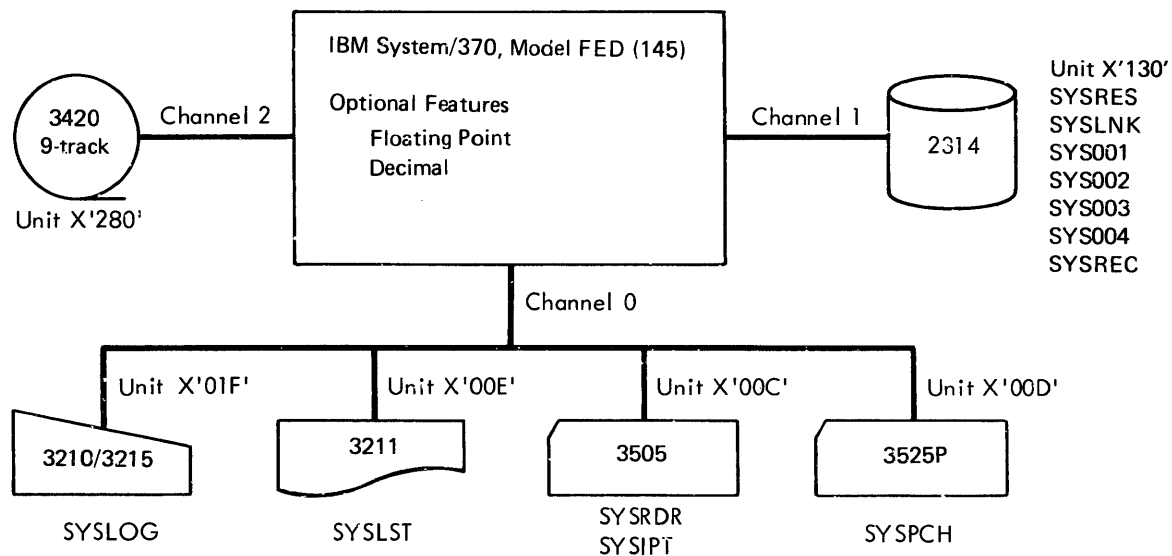 IBM System/370, Model FED (145)
Optional Features
Floating Point
Decimal
3420
9-track
Channel 2
Unit X'280'
Channel 1
2314
Unit X'130'
SYSRES
SYSLNK
SYS001
SYS002
SYS003
SYS004
SYSREC
Channel 0
Unit X'01F'
Unit X'00E'
Unit X'00C'
Unit X'00D'
3210/3215
3211
3505
3525P
SYSLOG
SYSLST
SYSRDR
SYSIPT
SYSPCH